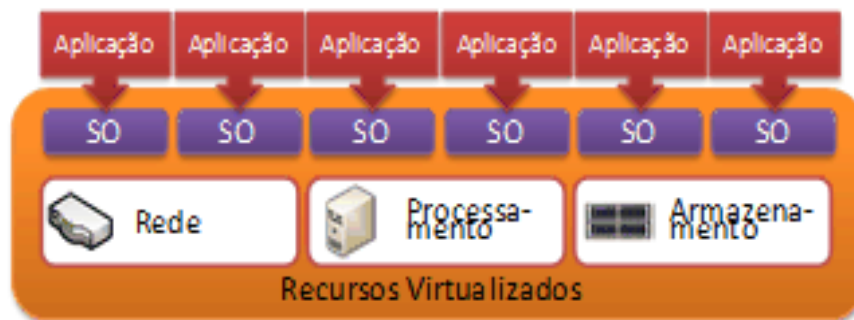 Aplicação Aplicação Aplicação Aplicação Aplicação Aplicação
SO SO SO SO SO SO
Rede
Processa-
mento
Armazena-
mento
Recursos Virtualizados